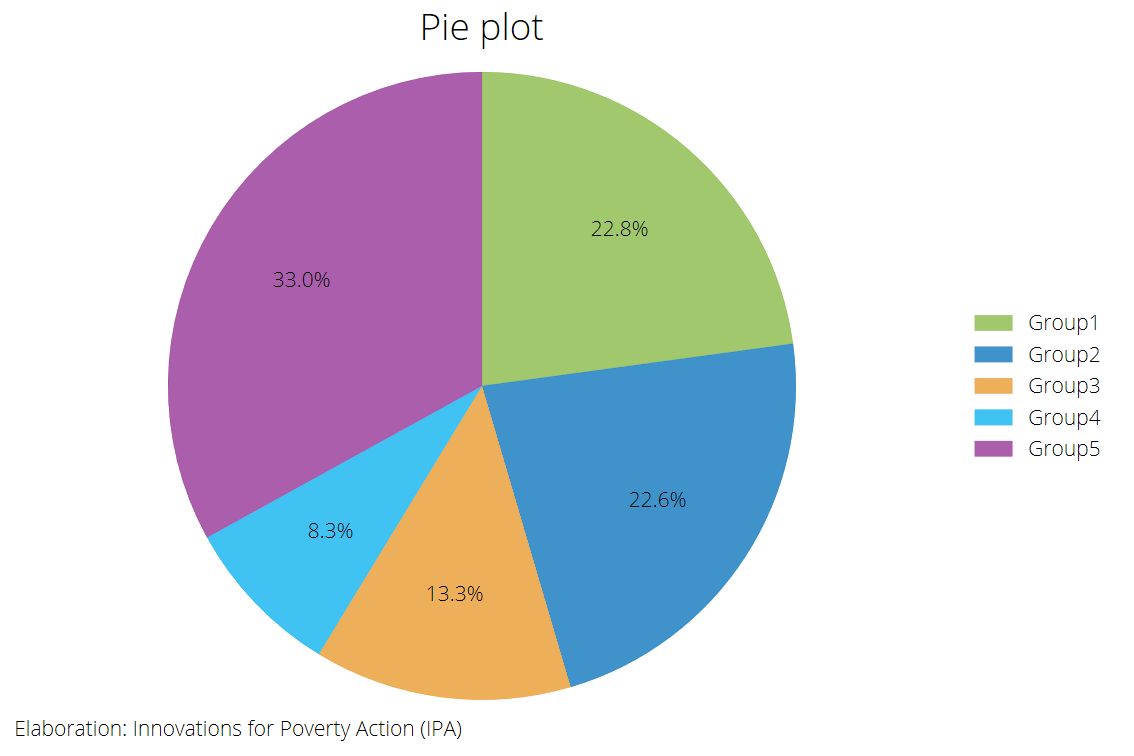 Pie plot
22.8%
33.0%
Group1
Group2
Group3
Group4
Group5
22.6%
8.3%
13.3%
Elaboration: Innovations for Poverty Action (IPA)